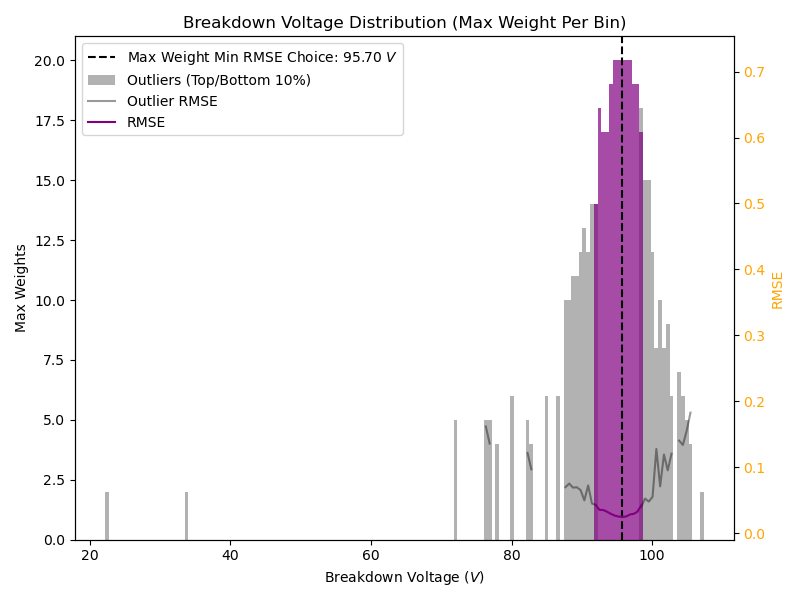 Breakdown Voltage Distribution (Max Weight Per Bin)
Max Weight Min RMSE Choice: 95.70 V
Outliers (Top/Bottom 10%)
Outlier RMSE
RMSE
20.0
17.5
15.0
12.5
10.0
7.5
5.0
2.5
0.0
Max Weights
0.7
0.6
0.5
0.4
0.3
0.2
0.1
0.0
RMSE
20
40
60
80
100
Breakdown Voltage (V)